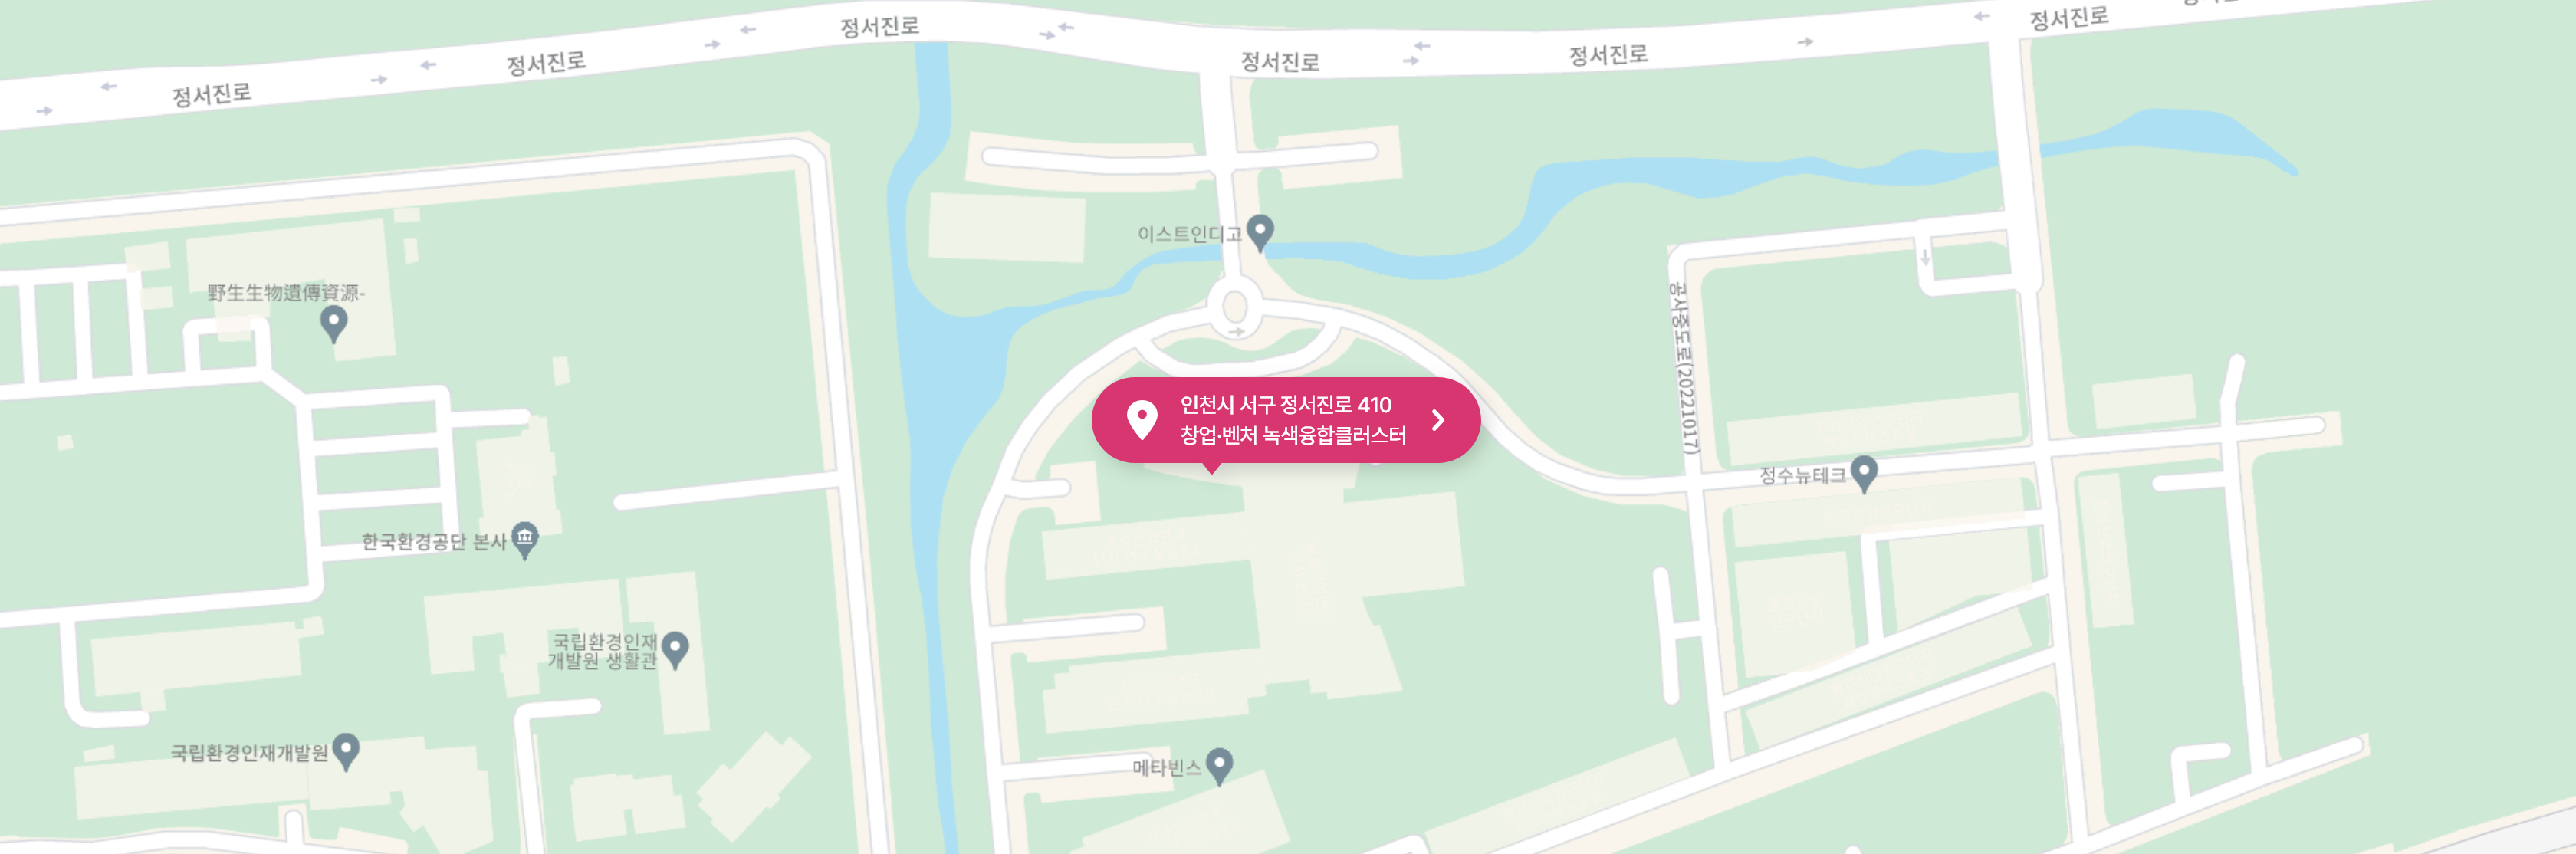 정서진로
정서진로
정서진로
정서진로
정서진로
정서진로
이스트인디고
野生生物遺傳資源-
공사중도로(20221017)
인천시 서구 정서진로 410
창업·벤처 녹색융합클러스터
정수뉴테크
한국환경공단 본사
국립환경인재
개발원 생활관
국립환경인재개발원
메타빈스